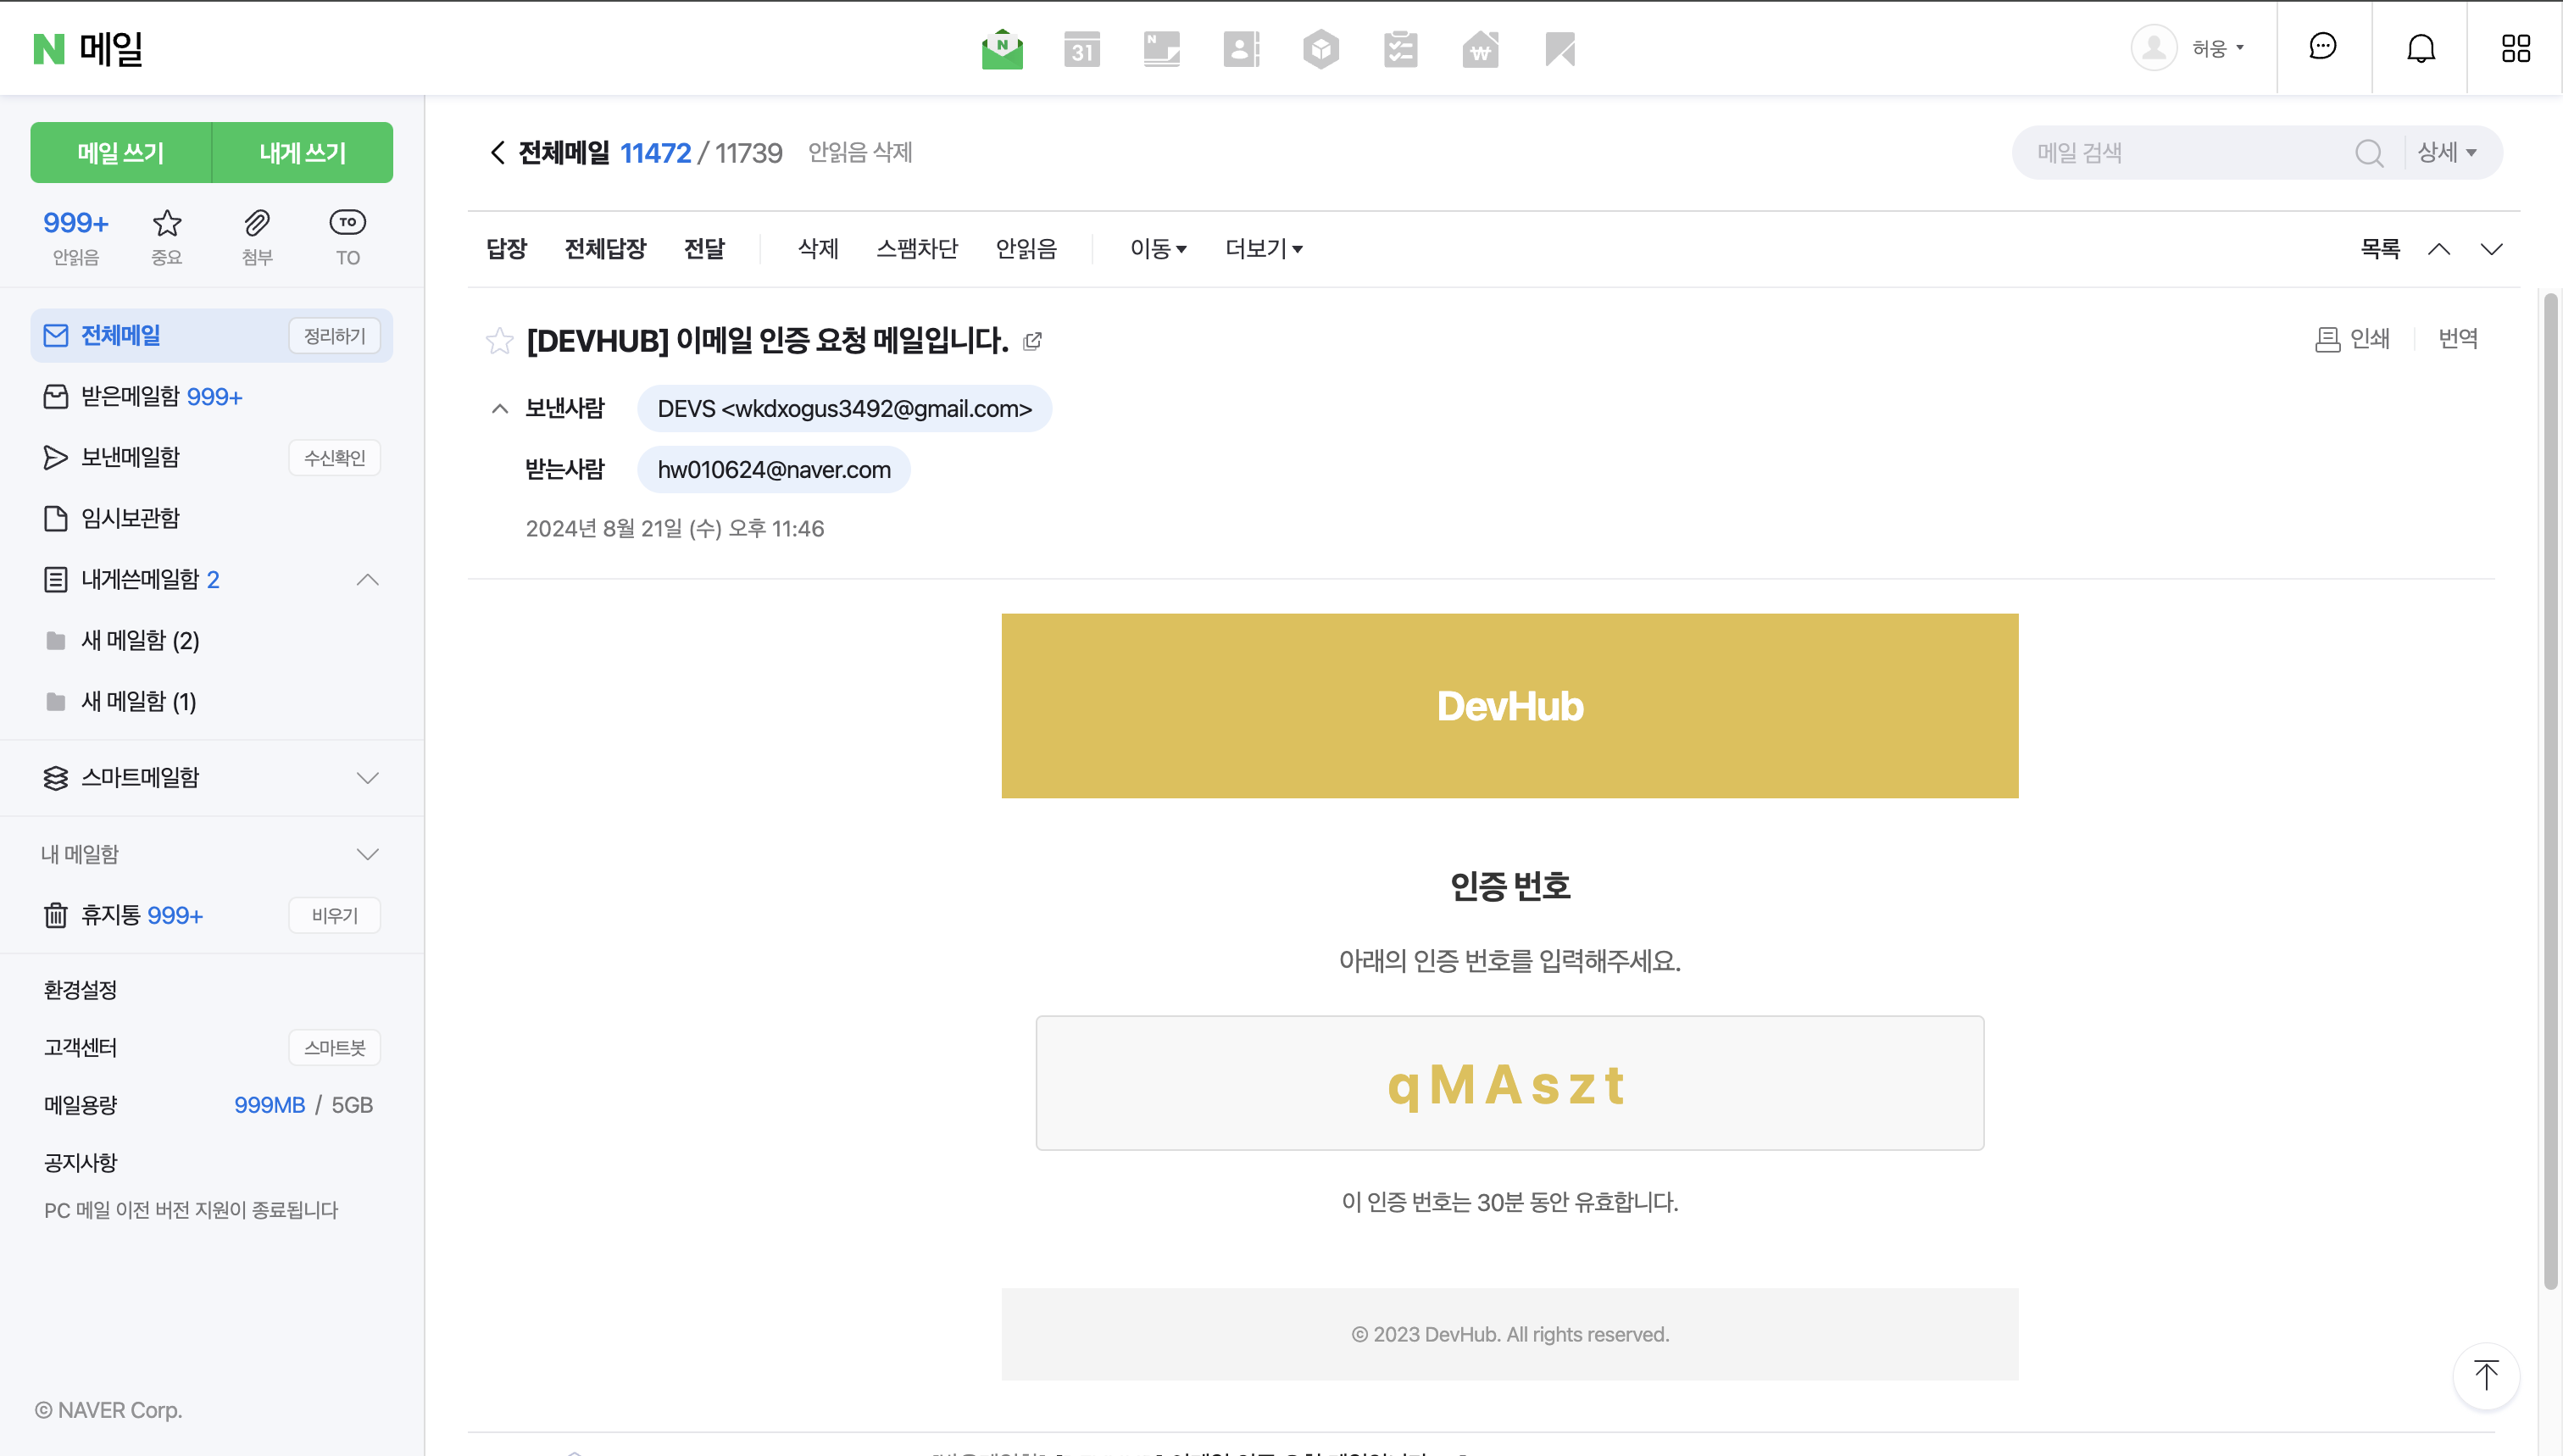 N 메일
31
N
허웅
메일 쓰기 내게 쓰기
999+ 안읽음
중요
첨부
TO TO
전체메일 정리하기
받은메일함 999+
보낸메일함 수신확인
임시보관함
내게쓴메일함 2
새 메일함 (2)
새 메일함 (1)
스마트메일함
내 메일함
휴지통 999+ 비우기
환경설정
고객센터 스마트봇
메일용량 999MB / 5GB
공지사항
PC 메일 이전 버전 지원이 종료됩니다
© NAVER Corp.
전체메일 11472 / 11739 안읽음 삭제
메일 검색 상세
답장 전체답장 전달 삭제 스팸차단 안읽음 이동 더보기 목록
[DEVHUB] 이메일 인증 요청 메일입니다. 인쇄 번역
보낸사람 DEVS <wkdxogus3492@gmail.com>
받는사람 hw010624@naver.com
2024년 8월 21일 (수) 오후 11:46
DevHub
인증 번호
아래의 인증 번호를 입력해주세요.
qMAszt
이 인증 번호는 30분 동안 유효합니다.
© 2023 DevHub. All rights reserved.